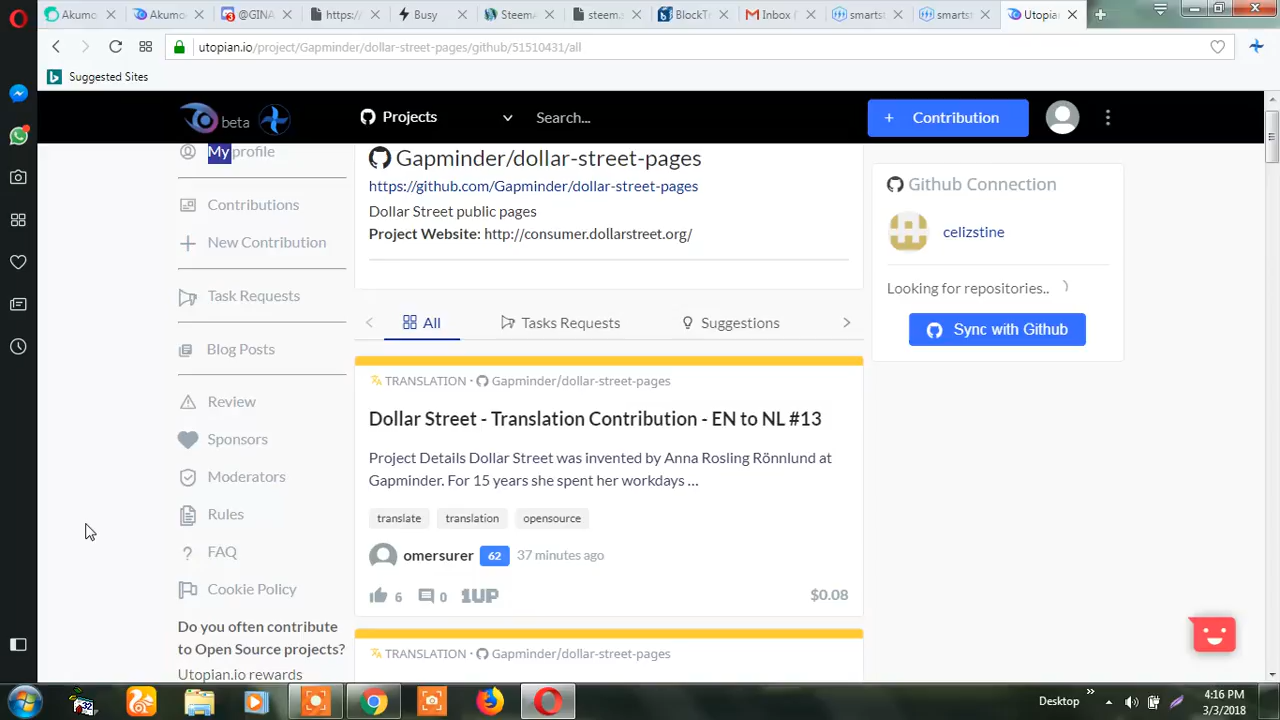 Akumo
Akumo
@GINA
https:/
Busy
SteemA
steem.
BlockTr
Inbox (
smartst
smartst
Utopian
utopian.io/project/Gapminder/dollar-street-pages/github/51510431/all
Suggested Sites
beta
Projects
Search...
+ Contribution
My profile
Contributions
New Contribution
Task Requests
Blog Posts
Review
Sponsors
Moderators
Rules
FAQ
Cookie Policy
Do you often contribute
to Open Source projects?
Utopian.io rewards
Gapminder/dollar-street-pages
https://github.com/Gapminder/dollar-street-pages
Dollar Street public pages
Project Website: http://consumer.dollarstreet.org/
All
Tasks Requests
Suggestions
TRANSLATION · Gapminder/dollar-street-pages
Dollar Street - Translation Contribution - EN to NL #13
Project Details Dollar Street was invented by Anna Rosling Rönnlund at
Gapminder. For 15 years she spent her workdays ...
translate translation opensource
omersurer 62 37 minutes ago
6 0 1UP $0.08
TRANSLATION · Gapminder/dollar-street-pages
Github Connection
celizstine
Looking for repositories..
Sync with Github
Desktop
4:16 PM
3/3/2018